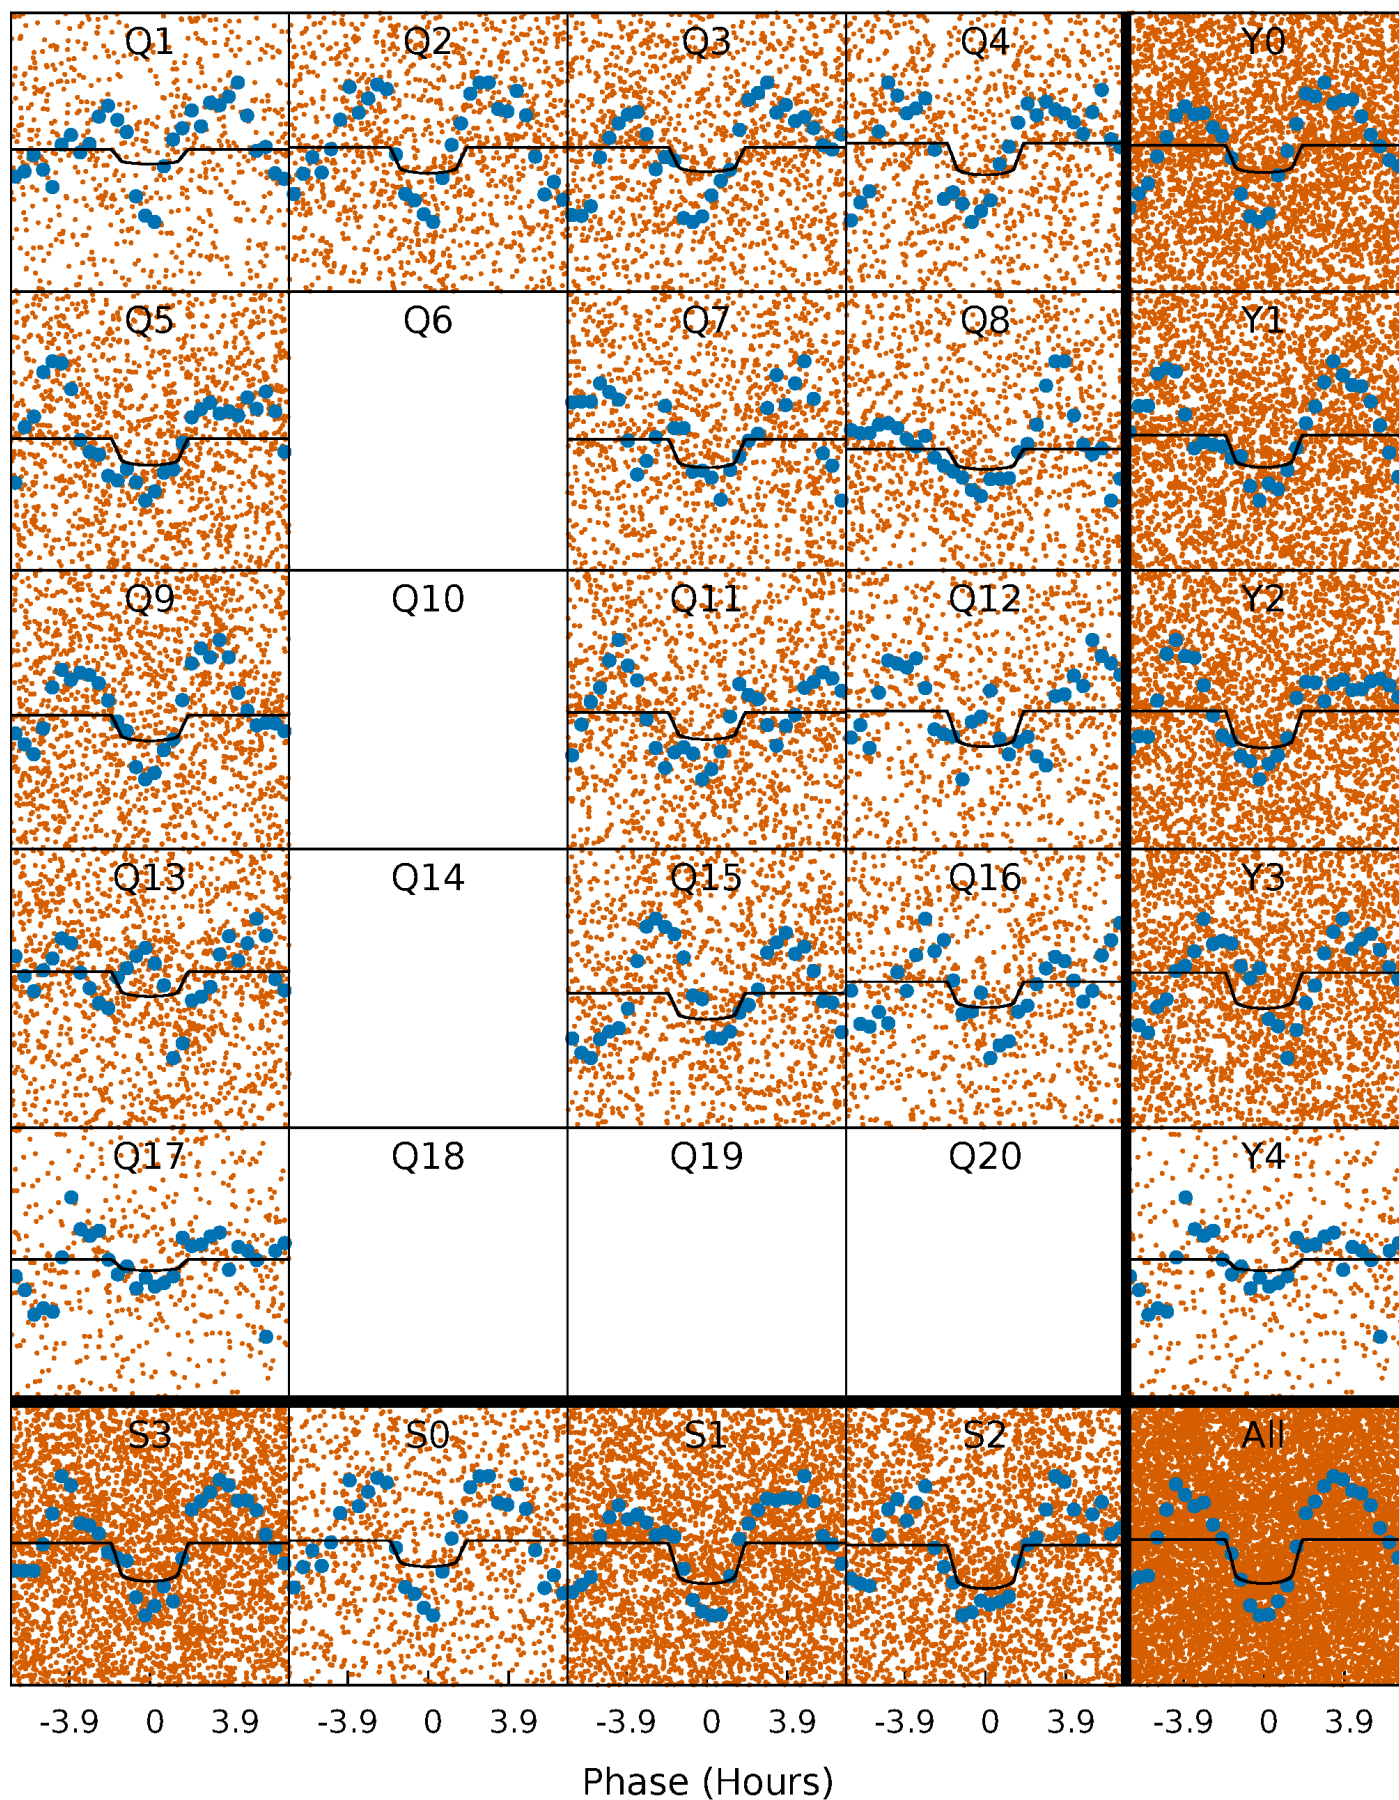 Q1 Q2 Q3 Q4 Y0
Q5 Q6 Q7 Q8 Y1
Q9 Q10 Q11 Q12 Y2
Q13 Q14 Q15 Q16 Y3
Q17 Q18 Q19 Q20 Y4
S3 S0 S1 S2 All
-3.9 0 3.9 -3.9 0 3.9 -3.9 0 3.9 -3.9 0 3.9 -3.9 0 3.9
Phase (Hours)